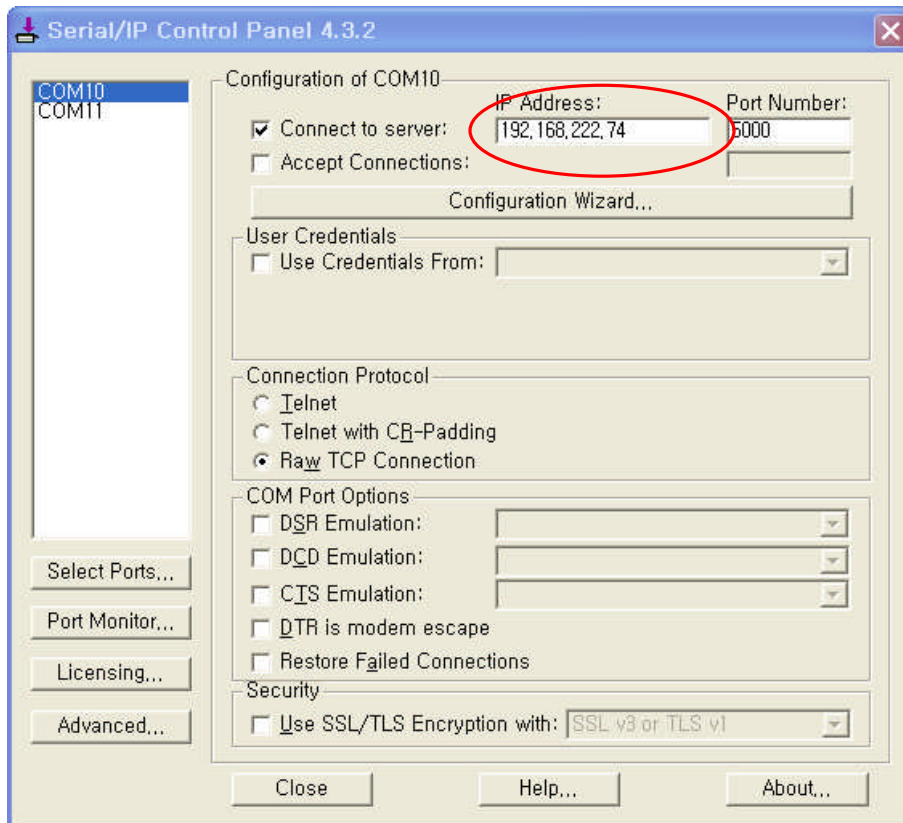 Serial/IP Control Panel 4.3.2
COM10
COM11
Configuration of COM10
IP Address:
Port Number:
Connect to server:
192,168,222,74
5000
Accept Connections:
Configuration Wizard,,,
User Credentials
Use Credentials From:
Connection Protocol
Telnet
Telnet with CR-Padding
Raw TCP Connection
COM Port Options
DSR Emulation:
DCD Emulation:
CTS Emulation:
DTR is modem escape
Restore Failed Connections
Select Ports,,,
Port Monitor,,,
Licensing,,,
Advanced,,,
Security
Use SSL/TLS Encryption with:
SSL v3 or TLS v1
Close
Help,,,
About,,,